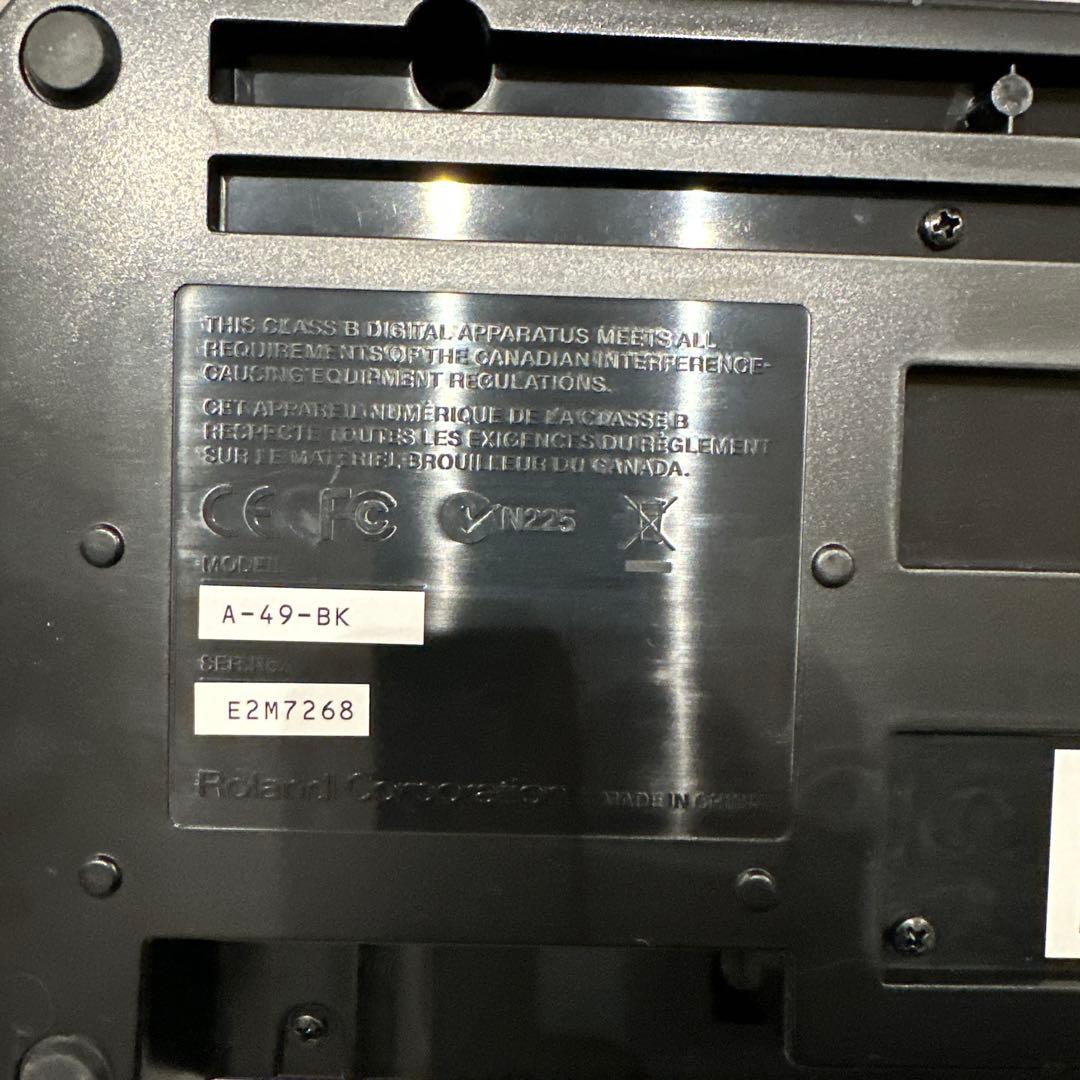 THIS CLASS B DIGITAL APPARATUS MEETS ALL
REQUIREMENTS OF THE CANADIAN INTERFERENCE-
CAUSING EQUIPMENT REGULATIONS.
CET APPAREIL NUMÉRIQUE DE LA CLASSE B
RESPECTE TOUTES LES EXIGENCES DU RÈGLEMENT
SUR LE MATÉRIEL BROUILLEUR DU CANADA.
CE FC N225
MODEL
A-49-BK
SER.No.
E2M7268
Roland Corporation MADE IN CHINA